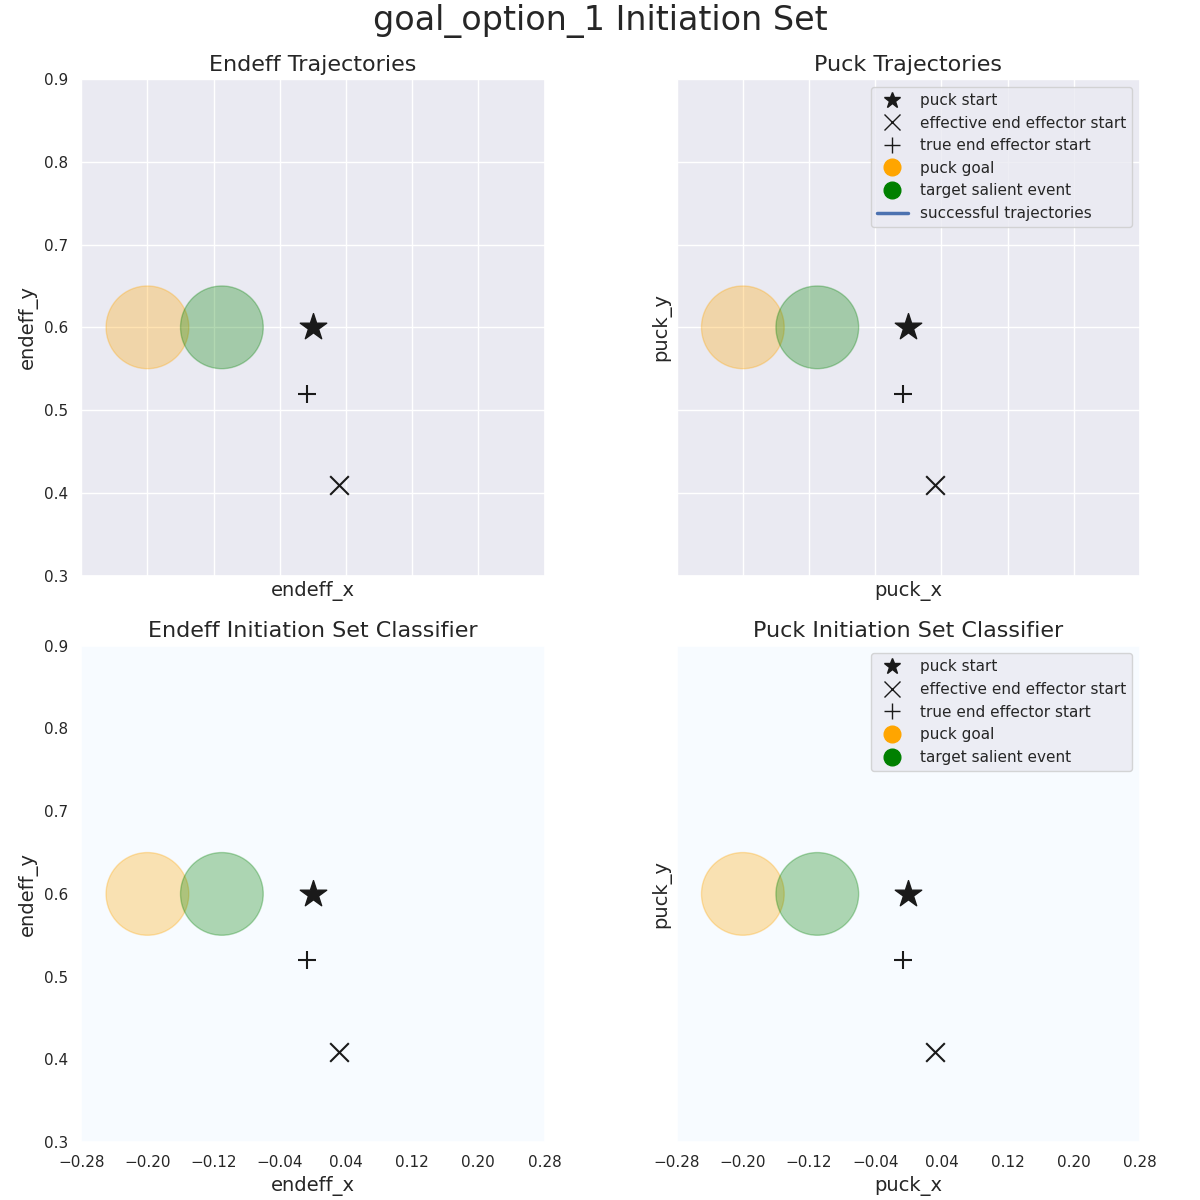 goal_option_1 Initiation Set
Endeff Trajectories
0.9
0.8
0.7
0.6
0.5
0.4
0.3
endeff_y
endeff_x
Puck Trajectories
puck start
effective end effector start
true end effector start
puck goal
target salient event
successful trajectories
puck_y
puck_x
Endeff Initiation Set Classifier
0.9
0.8
0.7
0.6
0.5
0.4
0.3
endeff_y
−0.28 −0.20 −0.12 −0.04 0.04 0.12 0.20 0.28
endeff_x
Puck Initiation Set Classifier
puck start
effective end effector start
true end effector start
puck goal
target salient event
puck_y
−0.28 −0.20 −0.12 −0.04 0.04 0.12 0.20 0.28
puck_x